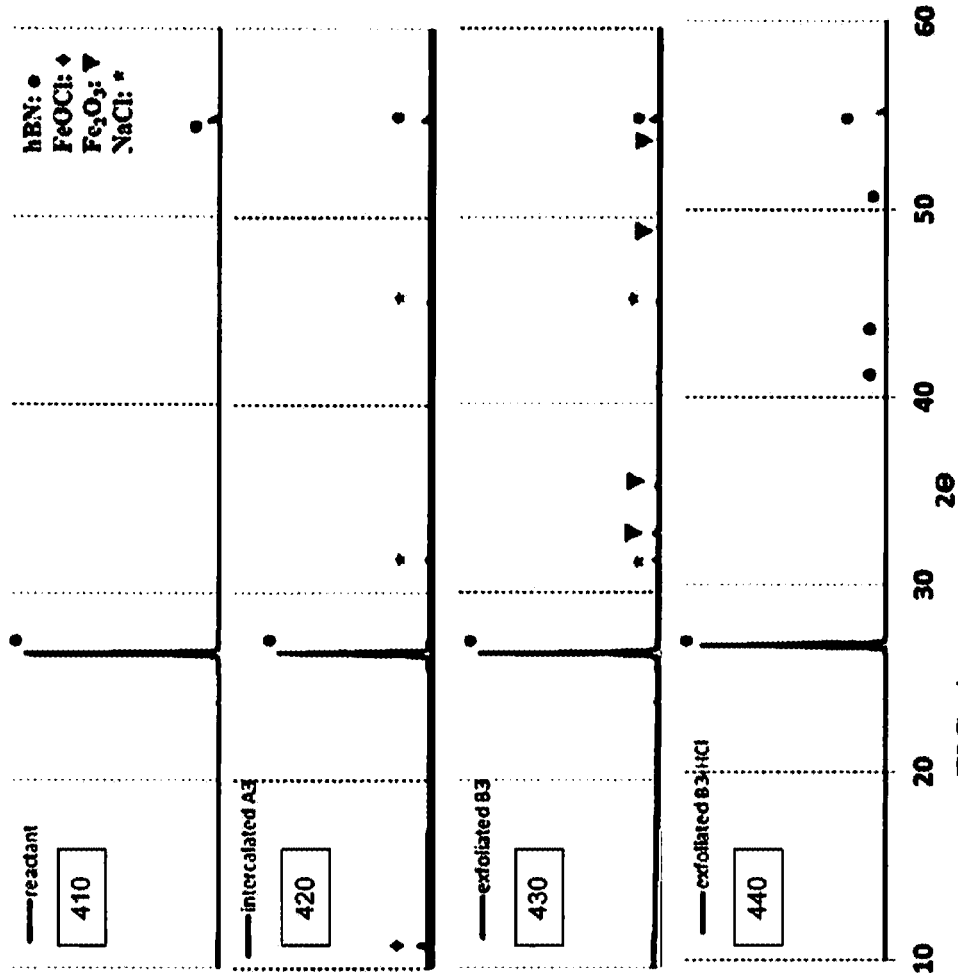 reactant
410
hBN: ●
FeOCl: ♦
Fe₂O₃: ▼
NaCl: *
intercalated A3
420
exfoliated B3
430
exfoliated B3-HCl
440
10 20 30 40 50 60
2Θ